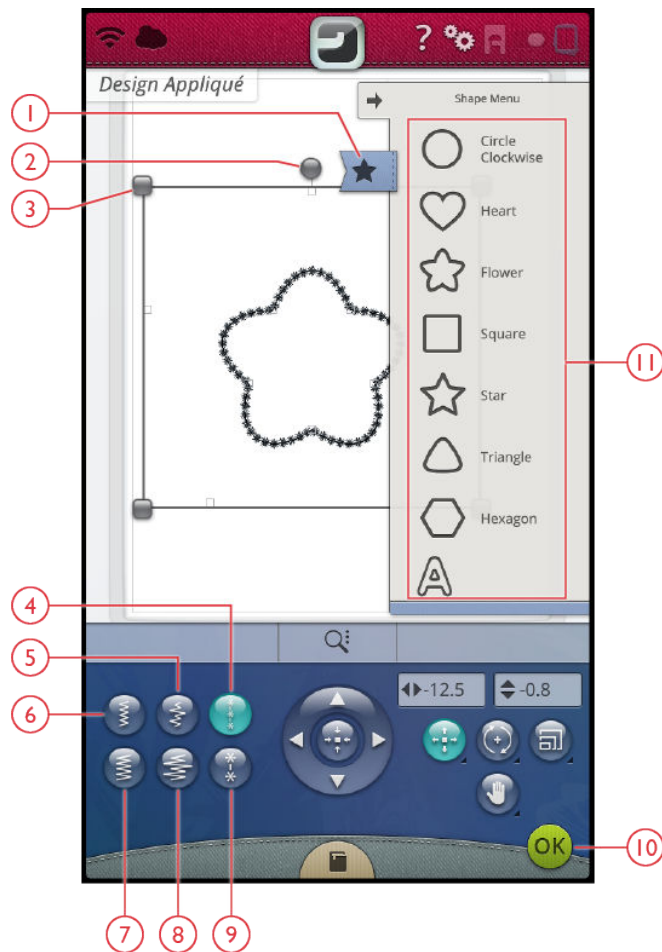 ?
Design Appliqué
Shape Menu
1
2
3
Circle
Clockwise
Heart
Flower
Square
Star
11
Triangle
Hexagon
A
4
5
6
-12.5
-0.8
OK
10
7
8
9